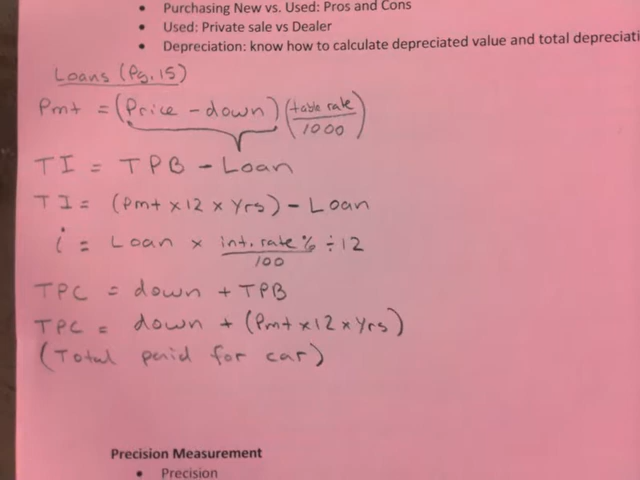 • Purchasing New vs. Used: Pros and Cons
• Used: Private sale vs Dealer
• Depreciation: know how to calculate depreciated value and total depreciati
Loans (Pg. 15)
Pmt = (Price - down) (table rate / 1000)
TI = TPB - Loan
TI = (Pmt x 12 x Yrs) - Loan
i = Loan x int. rate % / 100 ÷ 12
TPC = down + TPB
TPC = down + (Pmt x 12 x Yrs)
(Total paid for car)
Precision Measurement
• Precision